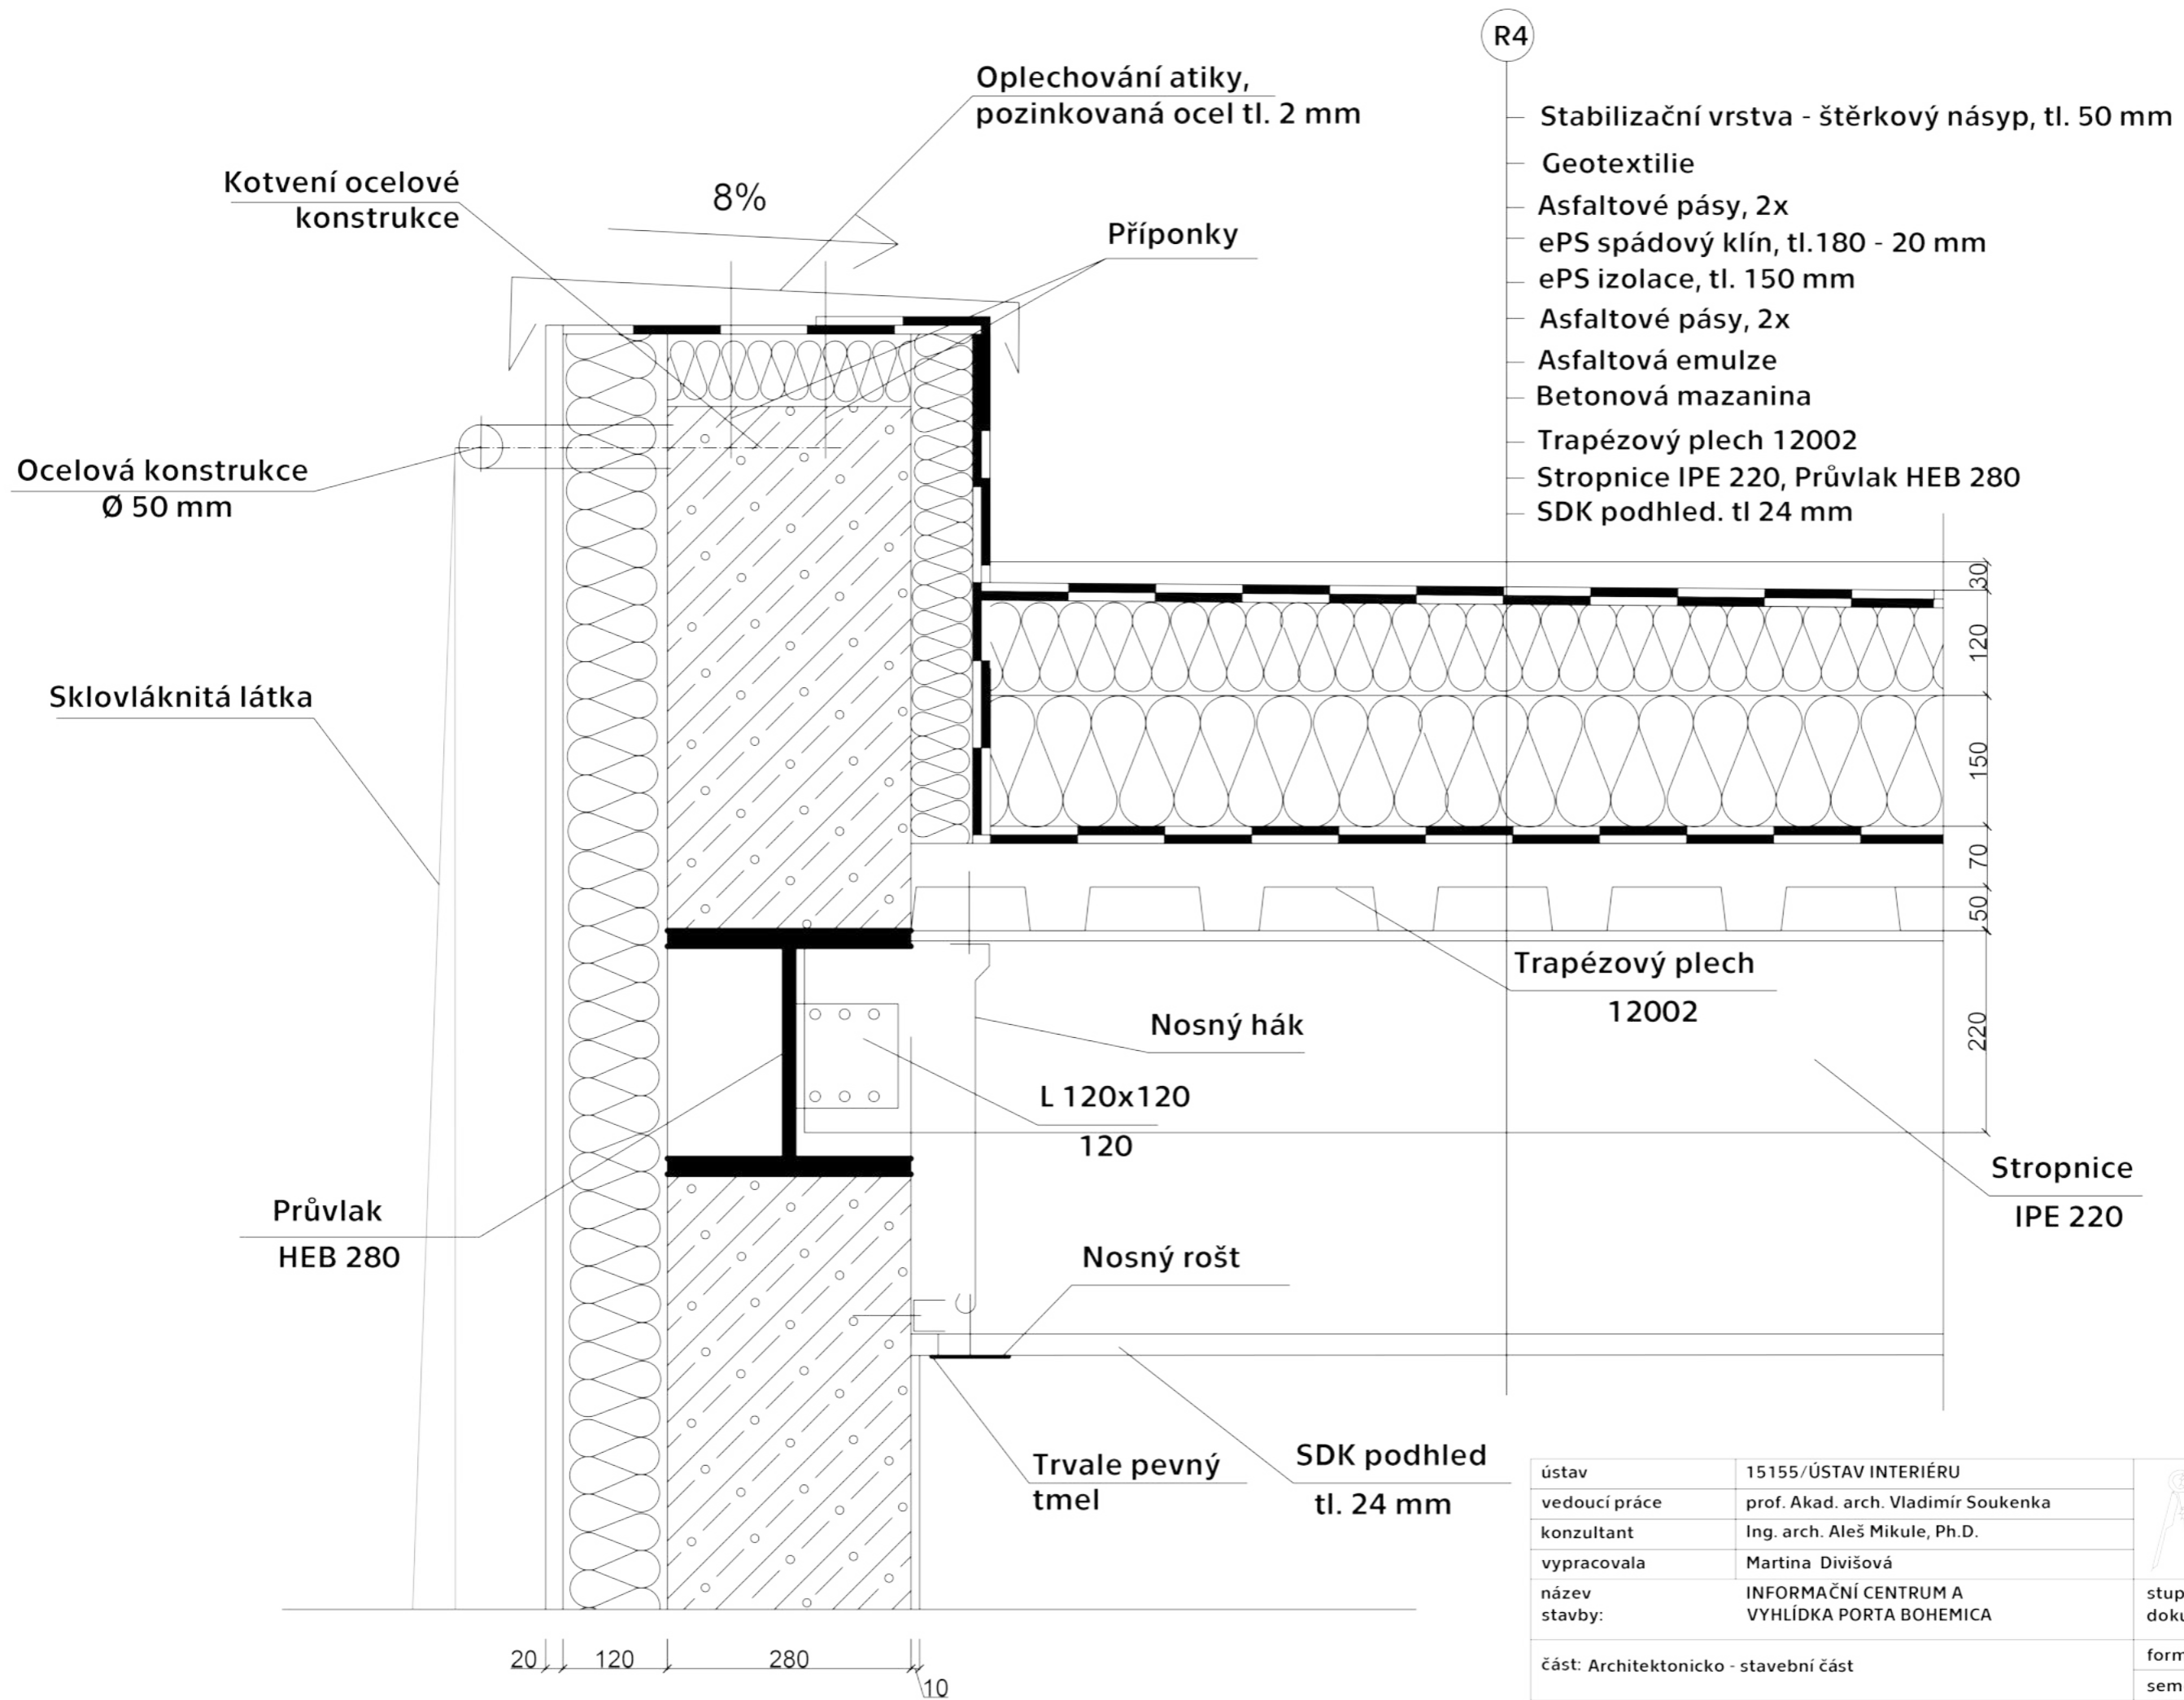 R4
Oplechování atiky,
pozinkovaná ocel tl. 2 mm
Stabilizační vrstva - štěrkový násyp, tl. 50 mm
Geotextilie
Asfaltové pásy, 2x
ePS spádový klín, tl.180 - 20 mm
ePS izolace, tl. 150 mm
Asfaltové pásy, 2x
Asfaltová emulze
Betonová mazanina
Trapézový plech 12002
Stropnice IPE 220, Průvlak HEB 280
SDK podhled. tl 24 mm
Kotvení ocelové
konstrukce
8%
Příponky
Ocelová konstrukce
Ø 50 mm
Sklovláknitá látka
30
120
150
70
50
220
Trapézový plech
12002
Nosný hák
L 120x120
120
Stropnice
IPE 220
Průvlak
HEB 280
Nosný rošt
Trvale pevný
tmel
SDK podhled
tl. 24 mm
20
120
280
10
ústav 15155/ÚSTAV INTERIÉRU
vedoucí práce prof. Akad. arch. Vladimír Soukenka
konzultant Ing. arch. Aleš Mikule, Ph.D.
vypracovala Martina Divišová
název INFORMAČNÍ CENTRUM A
stavby: VYHLÍDKA PORTA BOHEMICA
stup
doku
část: Architektonicko - stavební část
form
sem